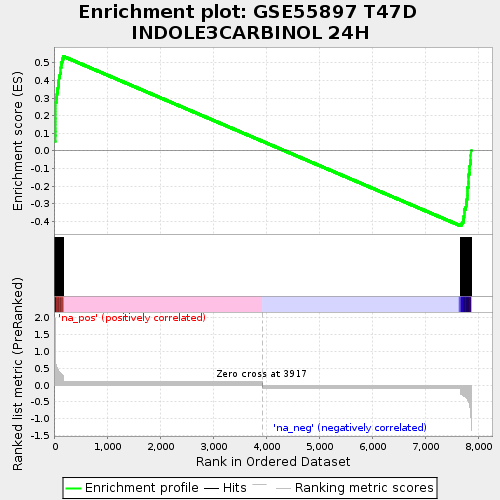 Enrichment plot: GSE55897 T47D
INDOLE3CARBINOL 24H
Enrichment score (ES)
0.5
0.4
0.3
0.2
0.1
0.0
-0.1
-0.2
-0.3
-0.4
'na_pos' (positively correlated)
Ranked list metric (PreRanked)
2.0
1.5
1.0
0.5
0.0
-0.5
-1.0
-1.5
Zero cross at 3917
'na_neg' (negatively correlated)
0 1,000 2,000 3,000 4,000 5,000 6,000 7,000 8,000
Rank in Ordered Dataset
Enrichment profile Hits Ranking metric scores